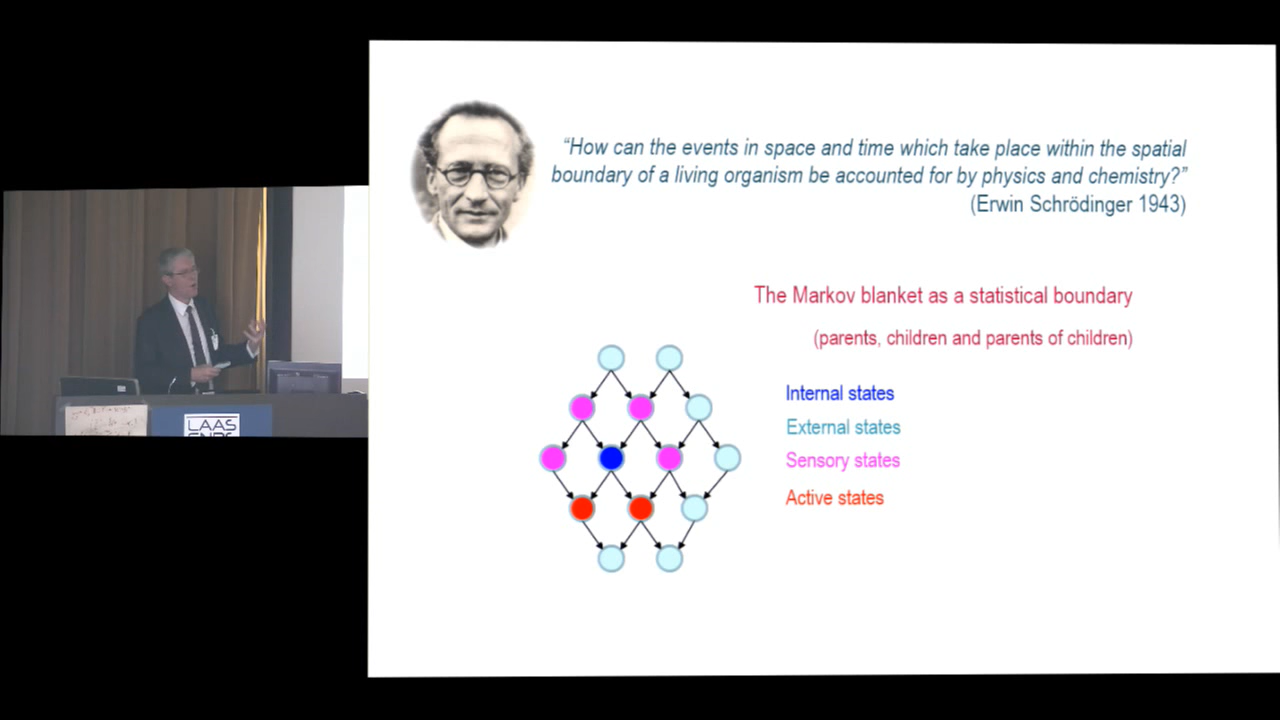 “How can the events in space and time which take place within the spatial
boundary of a living organism be accounted for by physics and chemistry?”
(Erwin Schrödinger 1943)
The Markov blanket as a statistical boundary
(parents, children and parents of children)
Internal states
External states
Sensory states
Active states
LAAS
CNRS